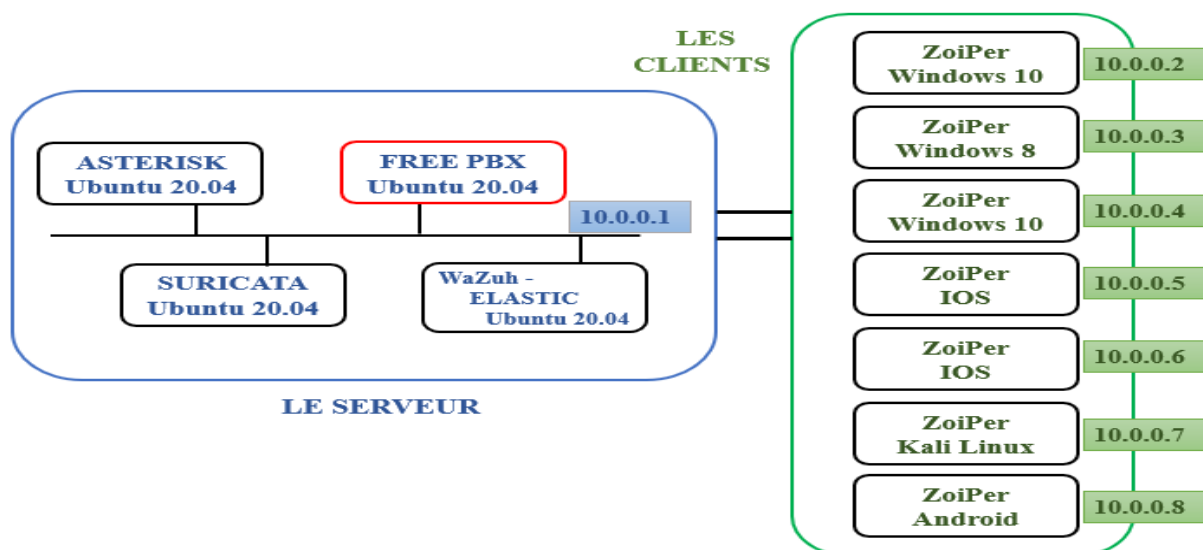 LES
CLIENTS
ASTERISK
Ubuntu 20.04
FREE PBX
Ubuntu 20.04
10.0.0.1
SURICATA
Ubuntu 20.04
WaZuh -
ELASTIC
Ubuntu 20.04
LE SERVEUR
ZoiPer
Windows 10
10.0.0.2
ZoiPer
Windows 8
10.0.0.3
ZoiPer
Windows 10
10.0.0.4
ZoiPer
IOS
10.0.0.5
ZoiPer
IOS
10.0.0.6
ZoiPer
Kali Linux
10.0.0.7
ZoiPer
Android
10.0.0.8